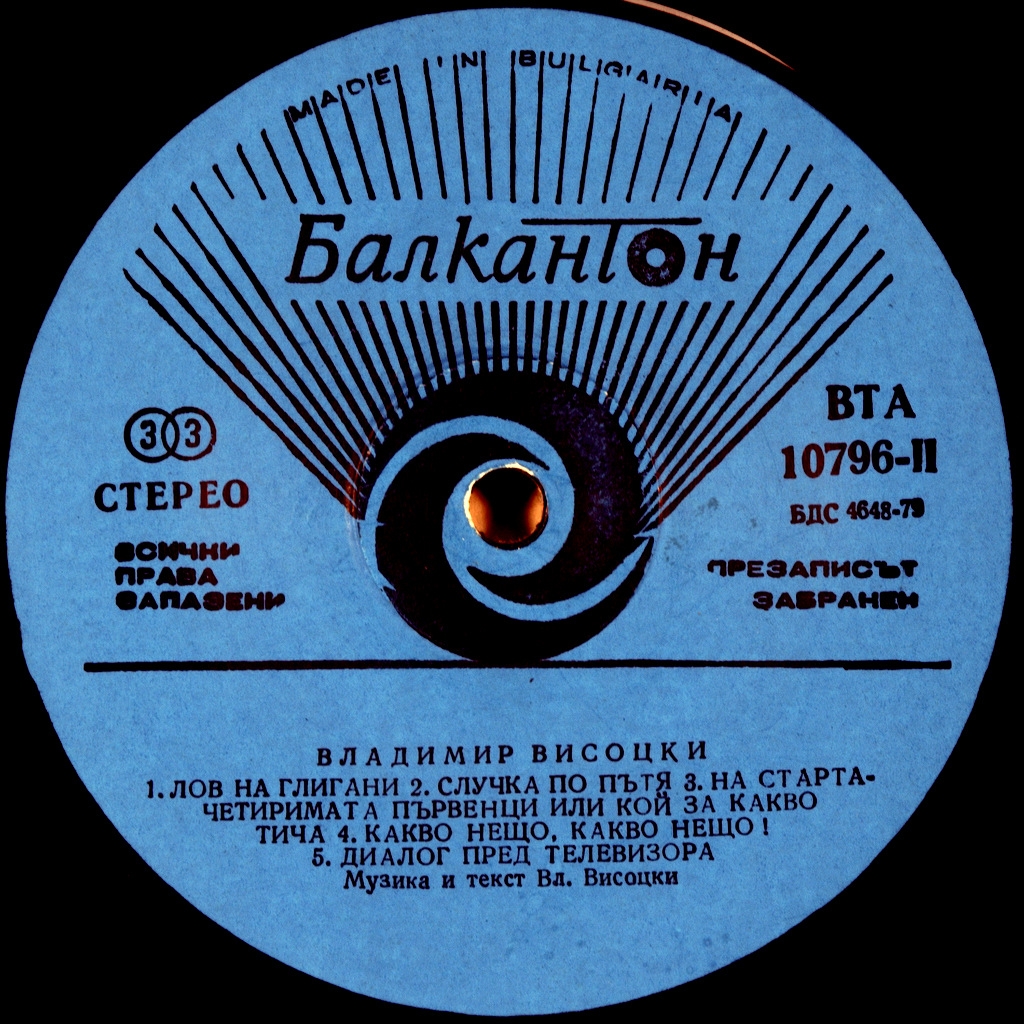 MADE IN BULGARIA
Балкантон
33
СТЕРЕО
ВСИЧКИ
ПРАВА
ЗАПАЗЕНИ
ВТА
10796-II
БДС 4648-79
ПРЕЗАПИСЪТ
ЗАБРАНЕН
ВЛАДИМИР ВИСОЦКИ
1. ЛОВ НА ГЛИГАНИ 2. СЛУЧКА ПО ПЪТЯ 3. НА СТАРТА-
ЧЕТИРИМАТА ПЪРВЕНЦИ ИЛИ КОЙ ЗА КАКВО
ТИЧА 4. КАКВО НЕЩО, КАКВО НЕЩО!
5. ДИАЛОГ ПРЕД ТЕЛЕВИЗОРА
Музика и текст Вл. Висоцки